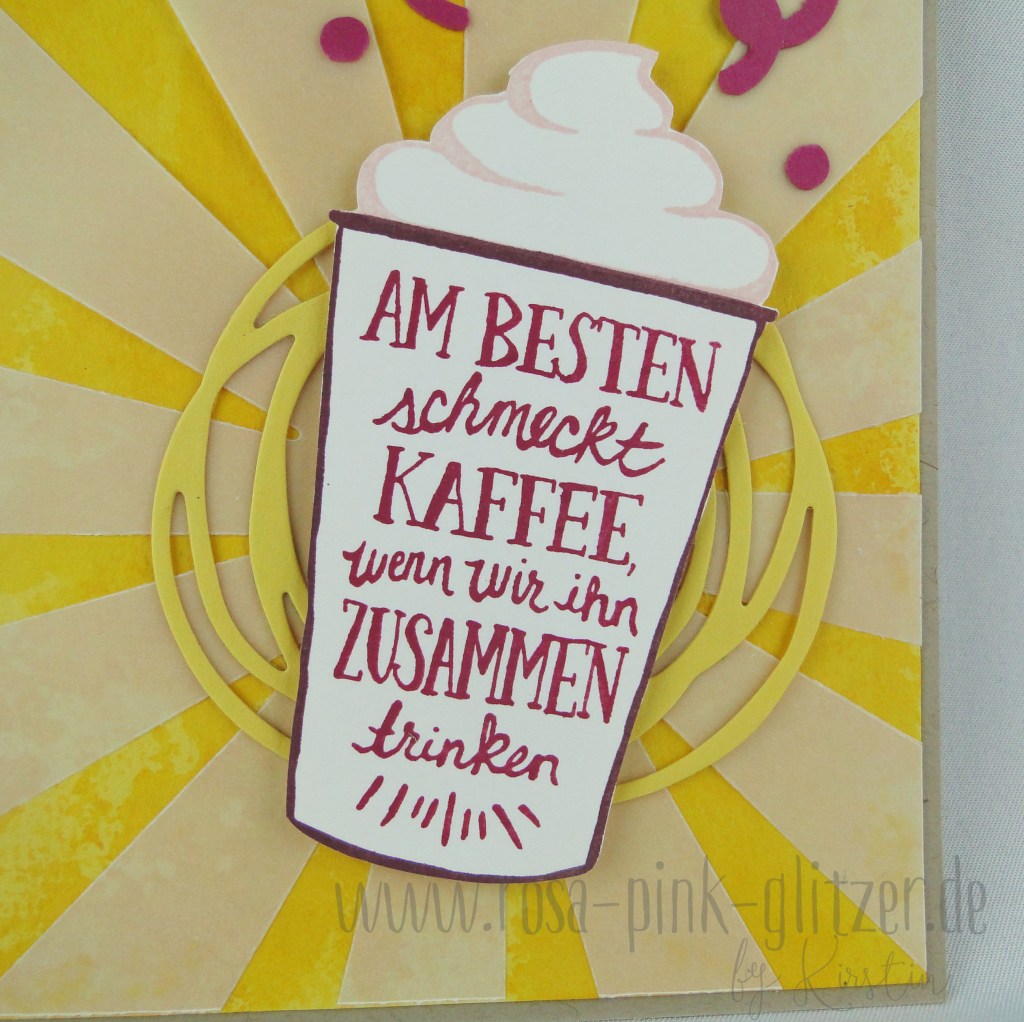 AM BESTEN
schmeckt
KAFFEE,
wenn wir ihn
ZUSAMMEN
trinken
www.rosa-pink-glitzer.de
by Kirstin